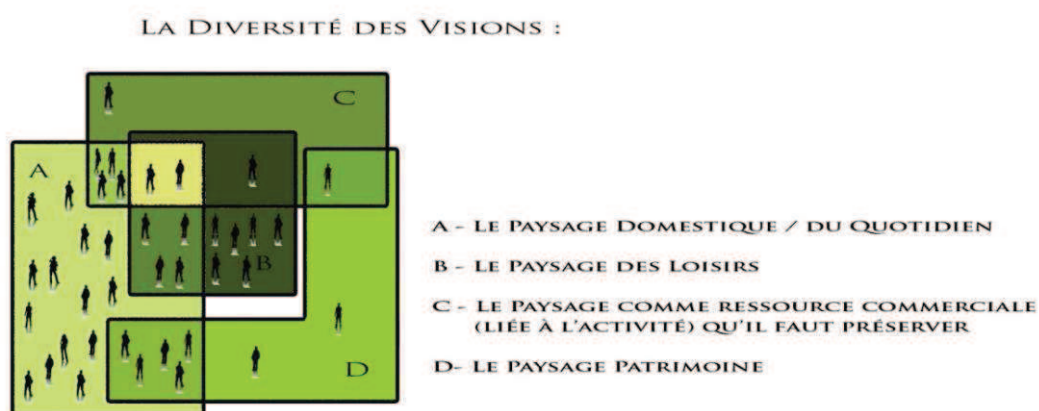 La Diversité des Visions :
C
A
B
D
A - Le Paysage Domestique / du Quotidien
B - Le Paysage des Loisirs
C - Le Paysage comme ressource commerciale
(liée à l'activité) qu'il faut préserver
D- Le Paysage Patrimoine